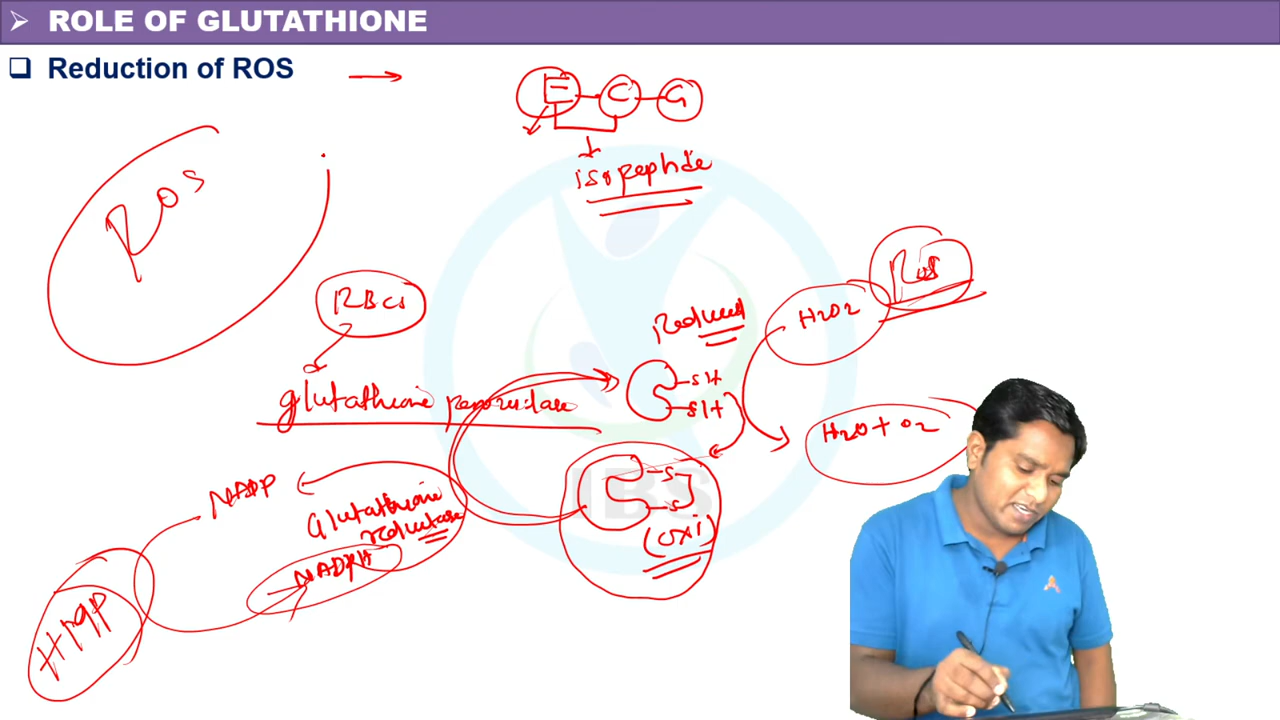 ROLE OF GLUTATHIONE
Reduction of ROS
E - C - G
isopeptide
ROS
ROS
RBCs
H2O2
Reduced
-SH
-SH
glutathione peroxidase
H2O + O2
-S
-S
(oxi)
NADP
Glutathione
reductase
NADPH
HMP
IBS